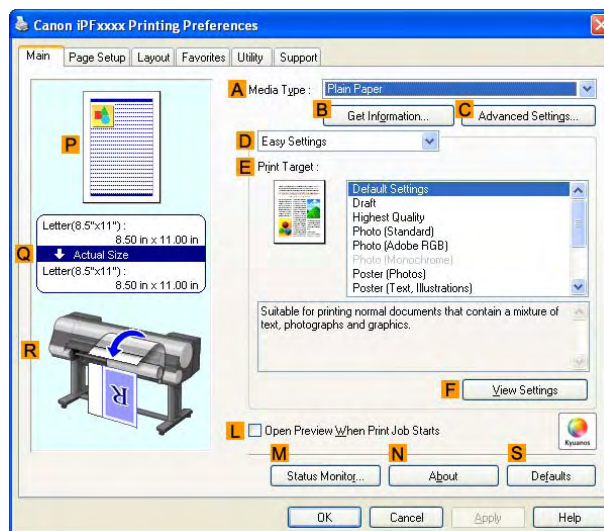 Canon iPFxxxx Printing Preferences
Main Page Setup Layout Favorites Utility Support
A Media Type : Plain Paper
B Get Information... C Advanced Settings...
D Easy Settings
E Print Target :
Default Settings
Draft
Highest Quality
Photo (Standard)
Photo (Adobe RGB)
Photo (Monochrome)
Poster (Photos)
Poster (Text, Illustrations)
Suitable for printing normal documents that contain a mixture of
text, photographs and graphics.
F View Settings
P
Q
Letter(8.5"x11") :
8.50 in x 11.00 in
Actual Size
Letter(8.5"x11") :
8.50 in x 11.00 in
R
R
L Open Preview When Print Job Starts
Kyuanos
M Status Monitor... N About S Defaults
OK Cancel Apply Help